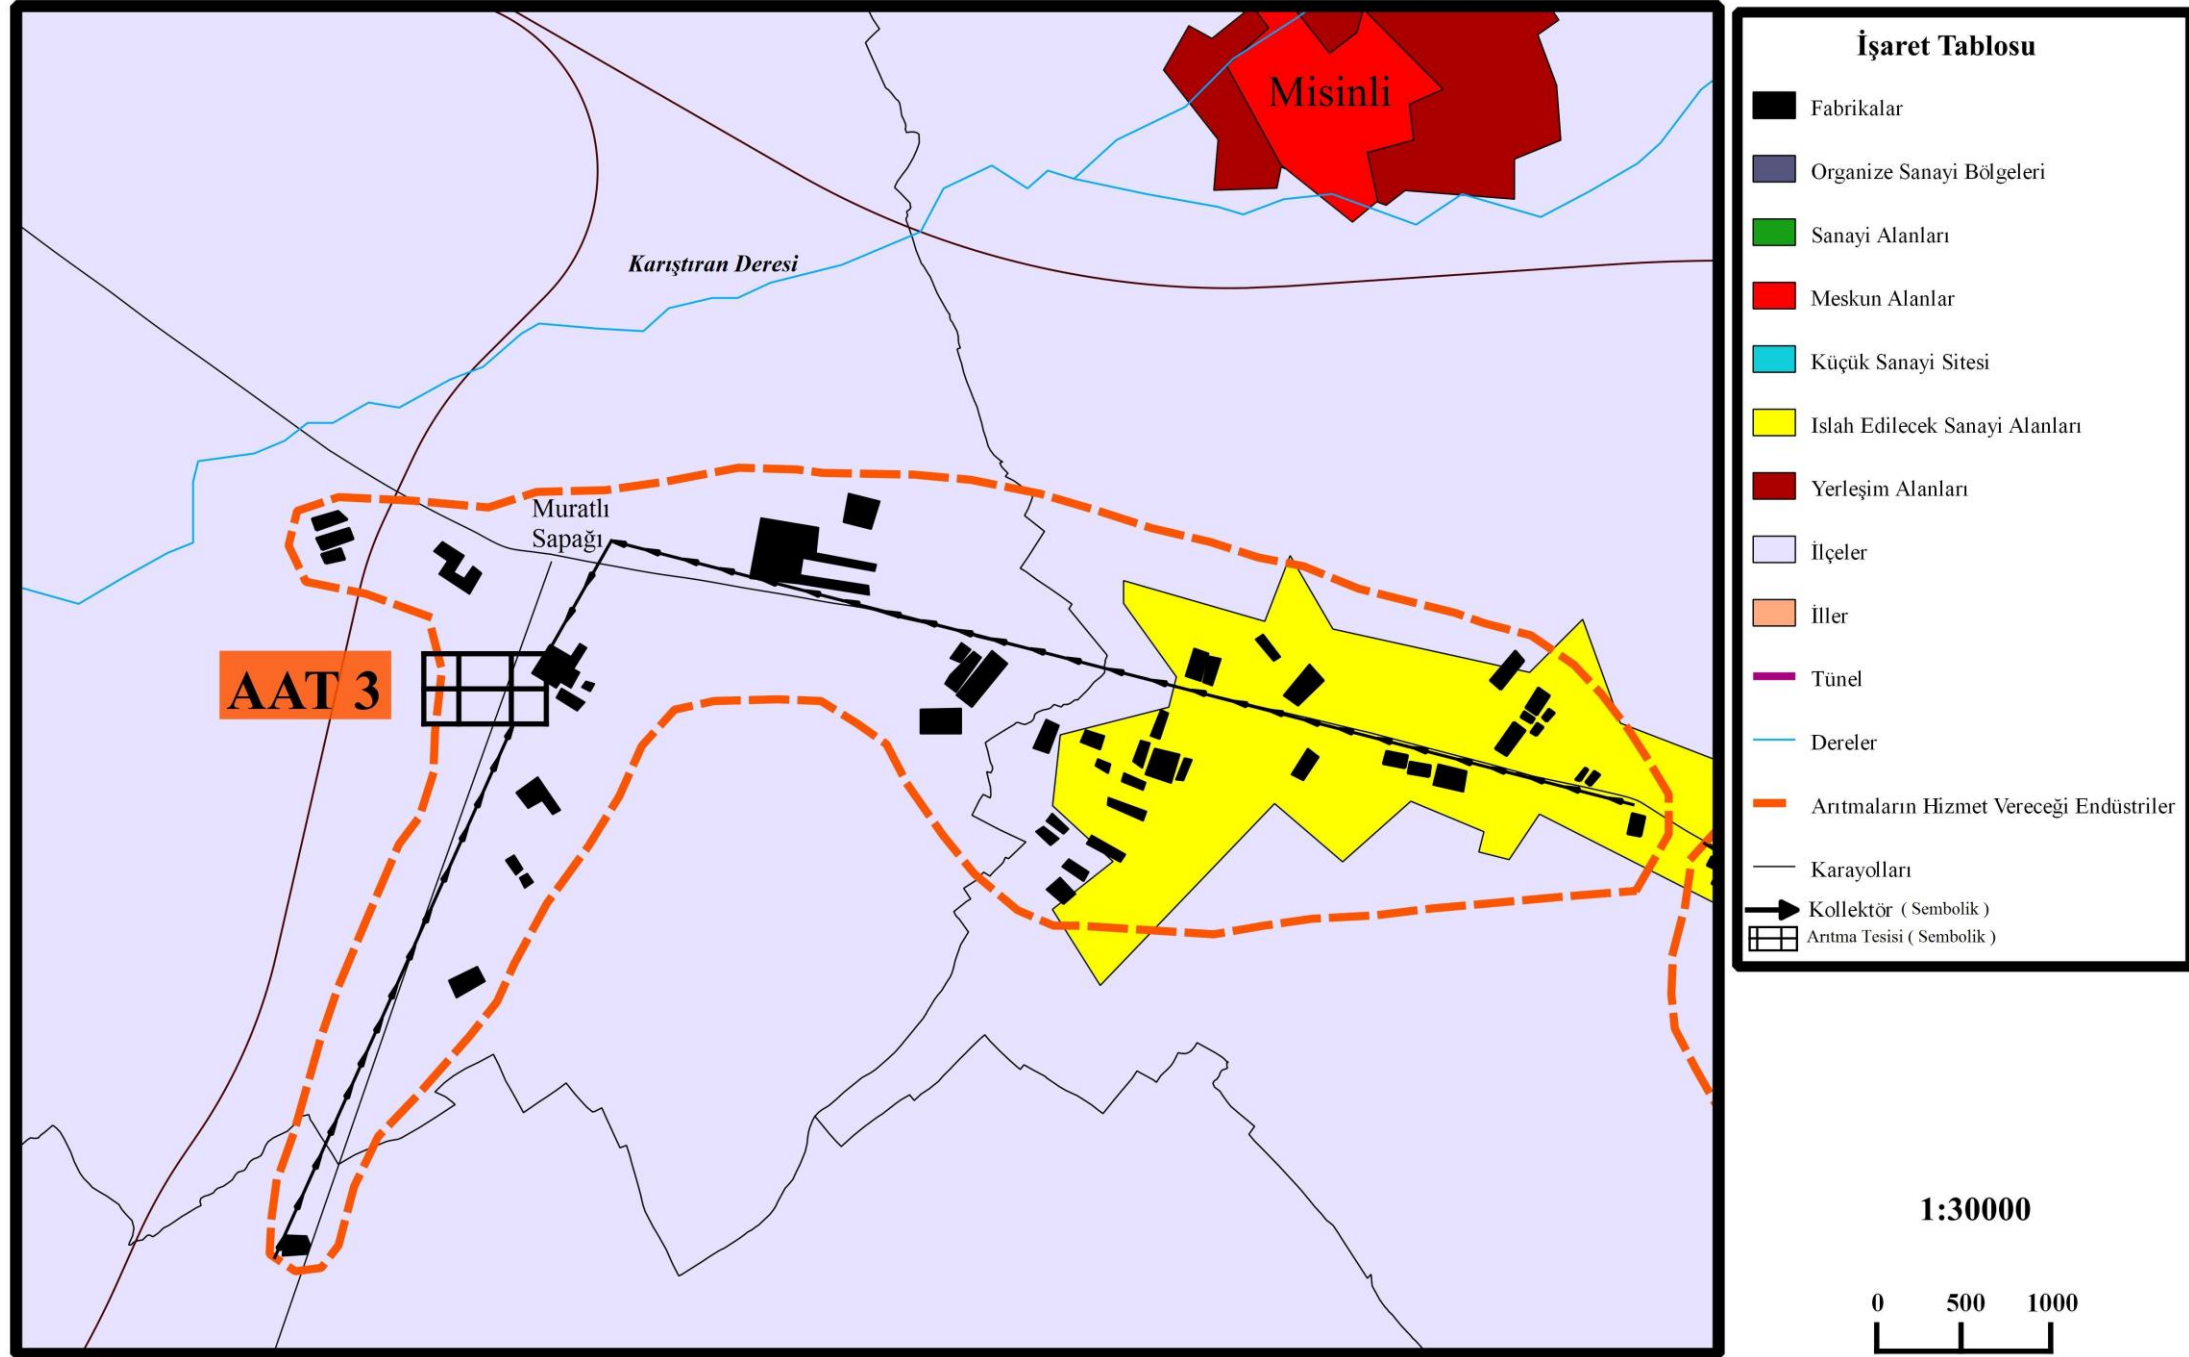 Misinli
Karıştıran Deresi
Muratlı
Sapağı
AAT 3
İşaret Tablosu
Fabrikalar
Organize Sanayi Bölgeleri
Sanayi Alanları
Meskun Alanlar
Küçük Sanayi Sitesi
Islah Edilecek Sanayi Alanları
Yerleşim Alanları
İlçeler
İller
Tünel
Dereler
Arıtmaların Hizmet Vereceği Endüstriler
Karayolları
Kollektör ( Sembolik )
Arıtma Tesisi ( Sembolik )
1:30000
0 500 1000